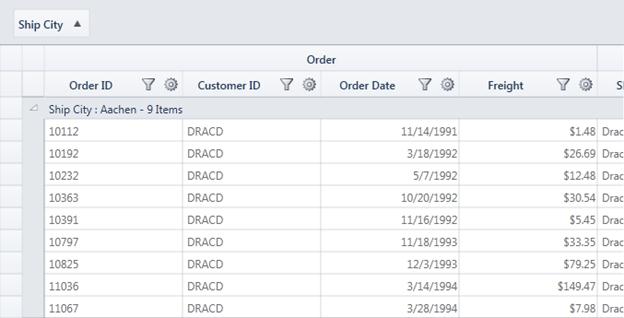 Ship City
Order
Order ID Customer ID Order Date Freight
Ship City : Aachen - 9 Items
10112 DRACD 11/14/1991 $1.48 Drac
10192 DRACD 3/18/1992 $26.69 Drac
10232 DRACD 5/7/1992 $12.48 Drac
10363 DRACD 10/20/1992 $30.54 Drac
10391 DRACD 11/16/1992 $5.45 Drac
10797 DRACD 11/18/1993 $33.35 Drac
10825 DRACD 12/3/1993 $79.25 Drac
11036 DRACD 3/14/1994 $149.47 Drac
11067 DRACD 3/28/1994 $7.98 Drac